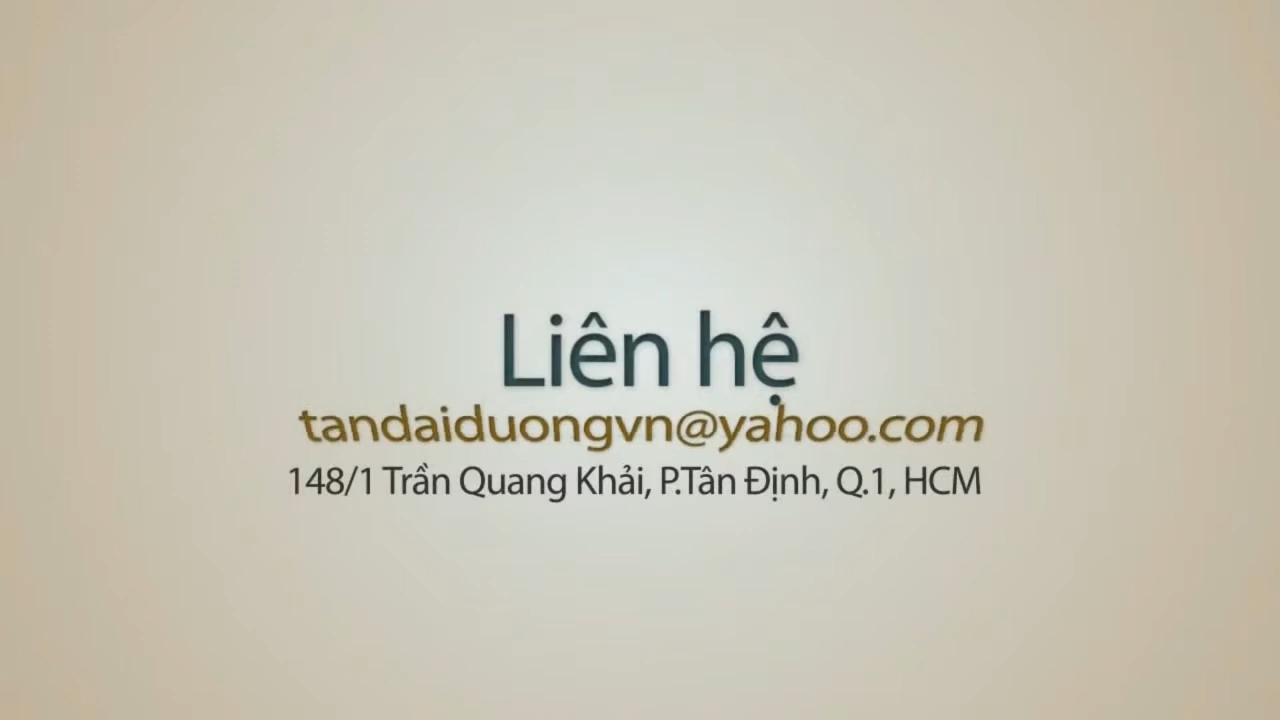 Liên hệ
tandaiduongvn@yahoo.com
148/1 Trần Quang Khải, P.Tân Định, Q.1, HCM